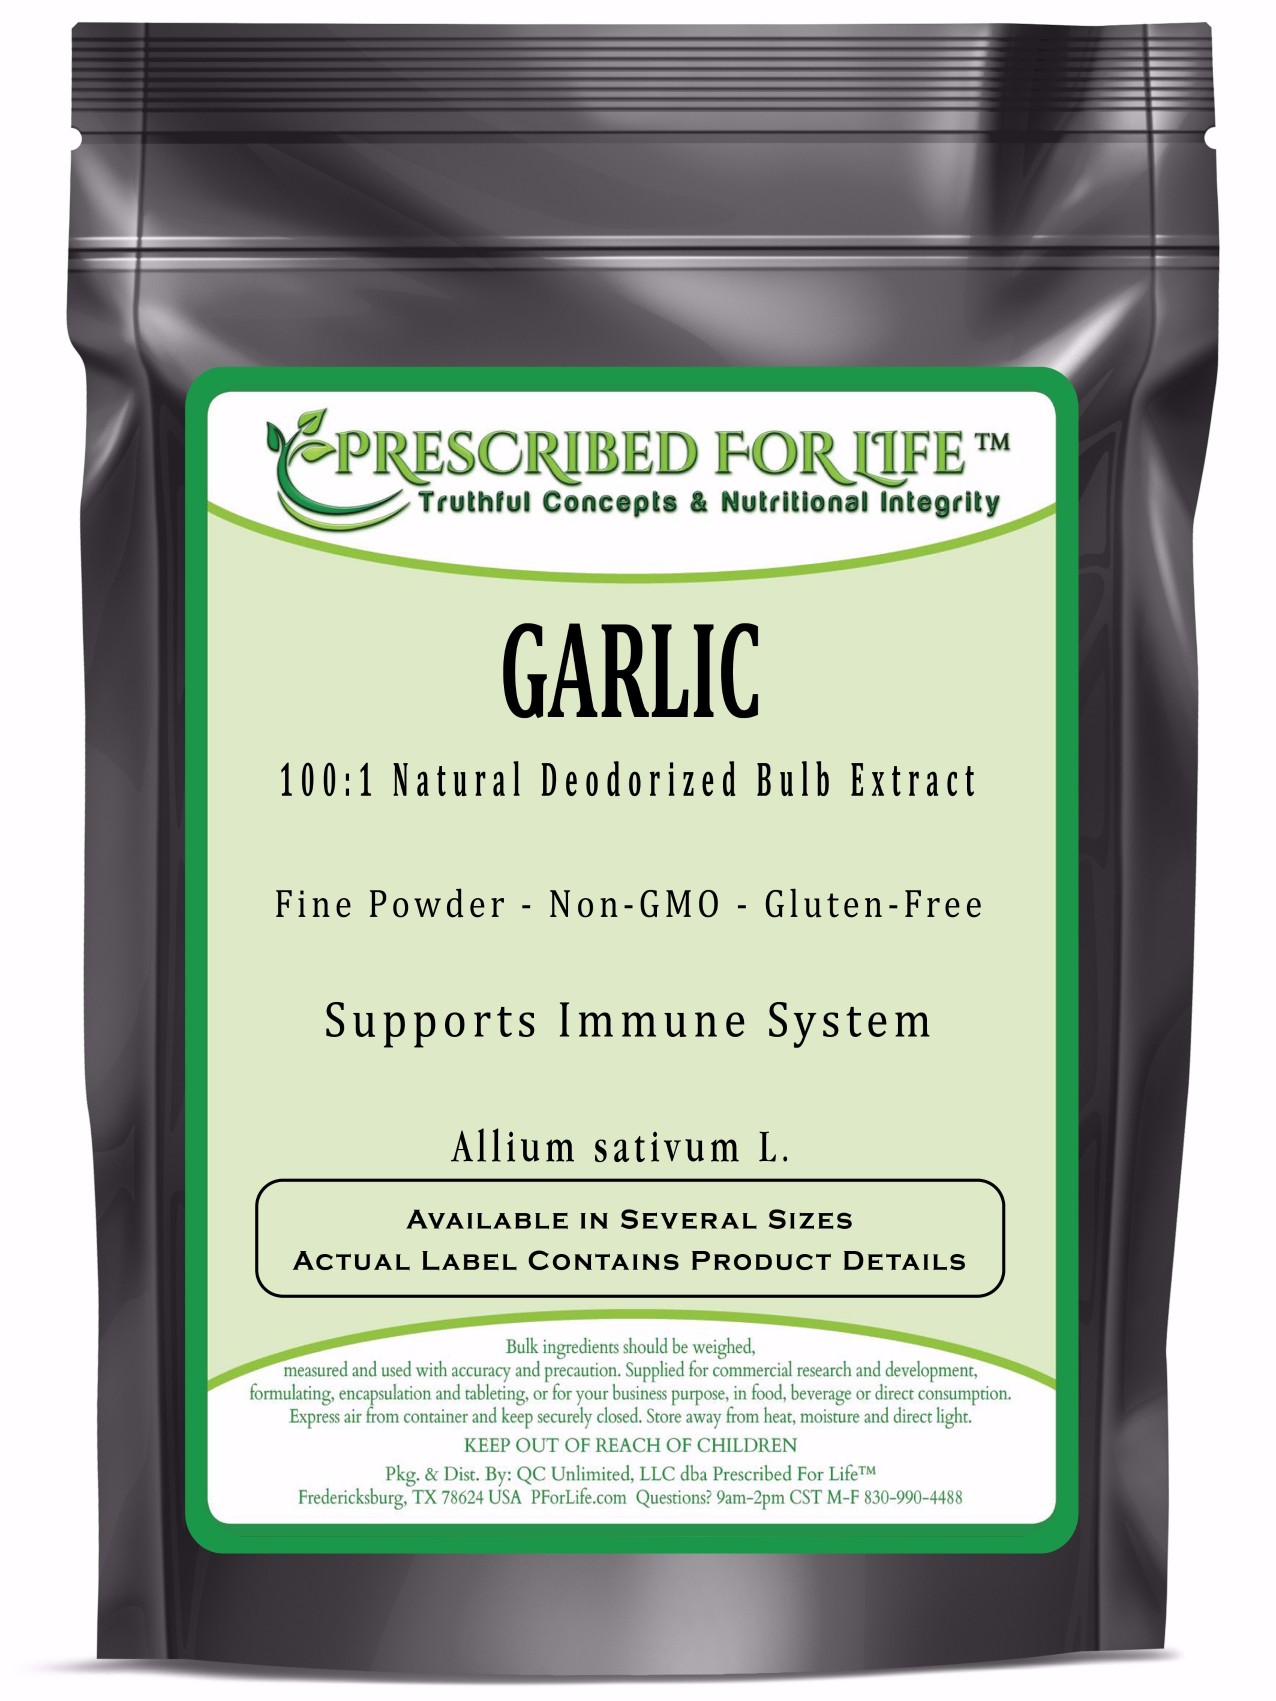 PRESCRIBED FOR LIFE™
Truthful Concepts & Nutritional Integrity
GARLIC
100:1 Natural Deodorized Bulb Extract
Fine Powder - Non-GMO - Gluten-Free
Supports Immune System
Allium sativum L.
AVAILABLE IN SEVERAL SIZES
ACTUAL LABEL CONTAINS PRODUCT DETAILS
Bulk ingredients should be weighed,
measured and used with accuracy and precaution. Supplied for commercial research and development,
formulating, encapsulation and tableting, or for your business purpose, in food, beverage or direct consumption.
Express air from container and keep securely closed. Store away from heat, moisture and direct light.
KEEP OUT OF REACH OF CHILDREN
Pkg. & Dist. By: QC Unlimited, LLC dba Prescribed For Life™
Fredericksburg, TX 78624 USA PForLife.com Questions? 9am-2pm CST M-F 830-990-4488